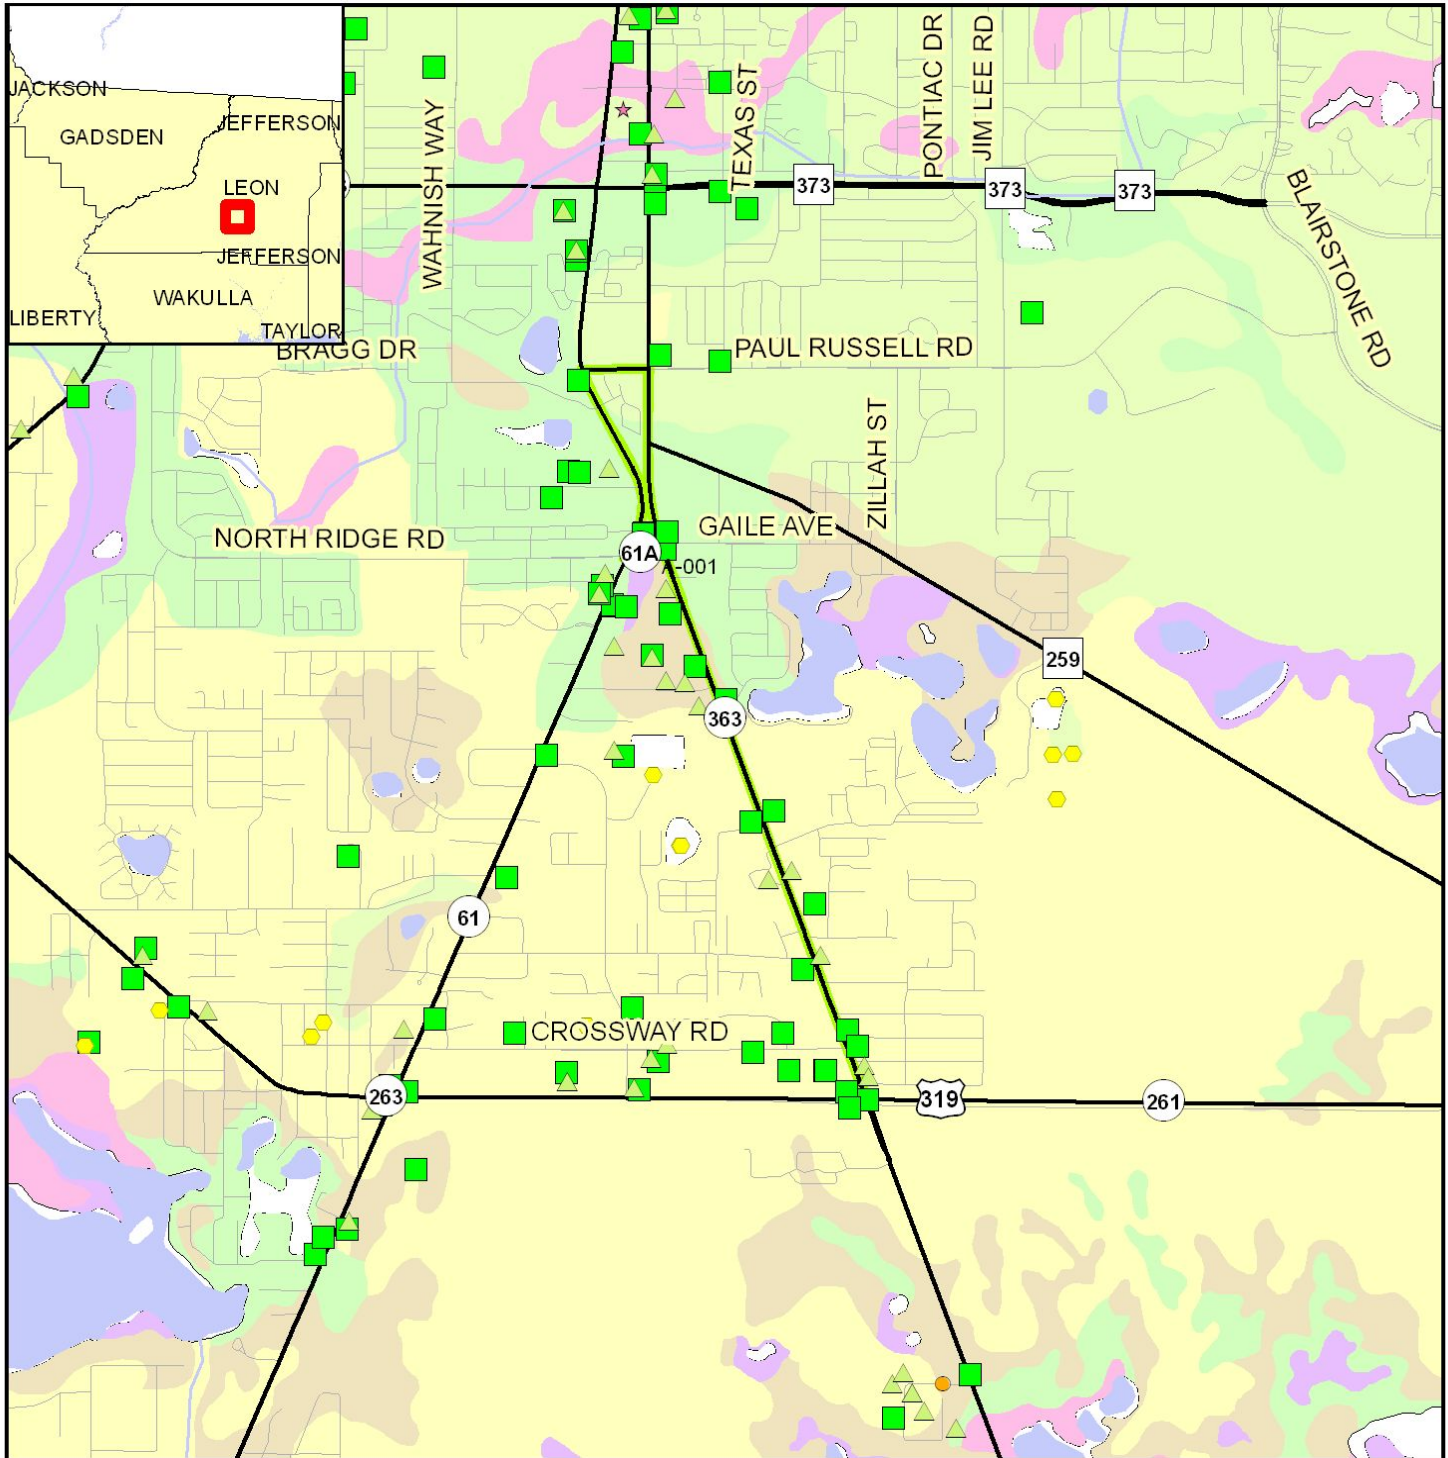 JACKSON
GADSDEN
JEFFERSON
LEON
JEFFERSON
WAKULLA
LIBERTY
TAYLOR
WAHNISH WAY
TEXAS ST
PONTIAC DR
JIM LEE RD
373
373
373
BLAIRSTONE RD
BRAGG DR
PAUL RUSSELL RD
ZILLAH ST
NORTH RIDGE RD
GAILE AVE
61A
A-001
259
363
61
CROSSWAY RD
263
319
261